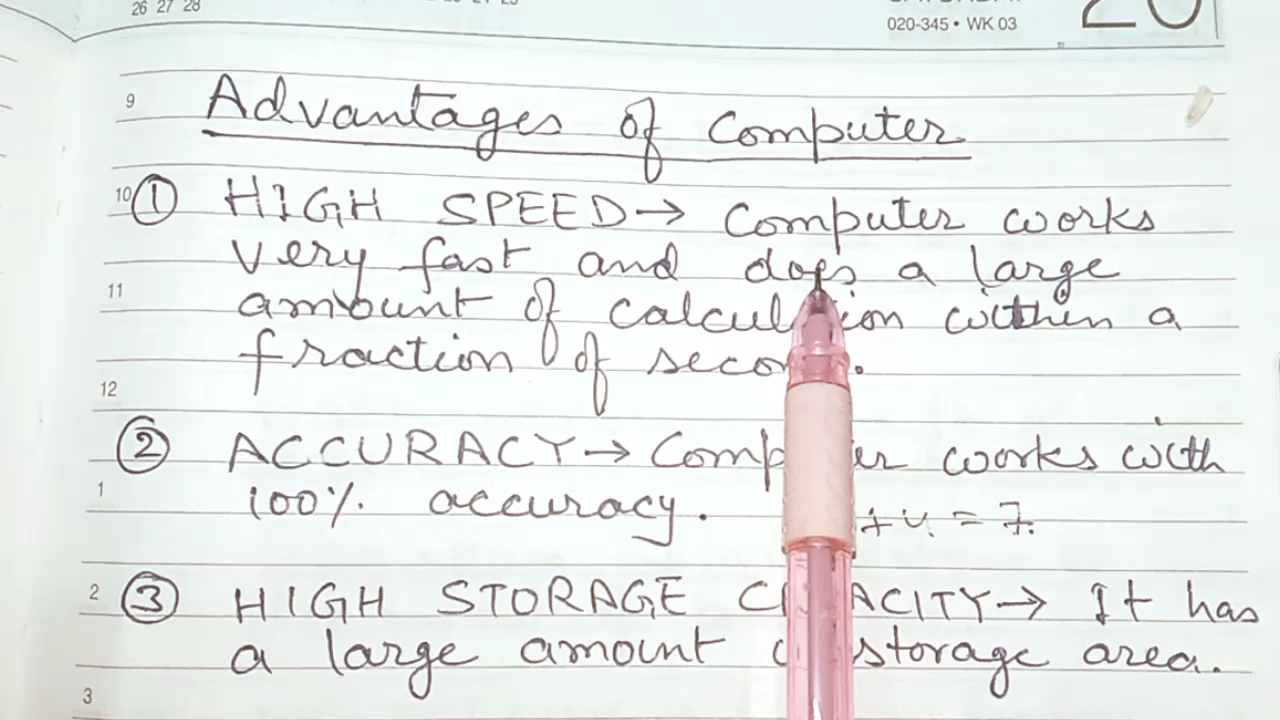 26 27 28
020-345 • WK 03
9 Advantages of Computer
10 ① HIGH SPEED→ Computer works
very fast and does a large
11 amount of calculation within a
fraction of second.
12
② ACCURACY→ Computer works with
1 100% accuracy. +4 = 7.
2 ③ HIGH STORAGE CAPACITY→ It has
a large amount of storage area.
3